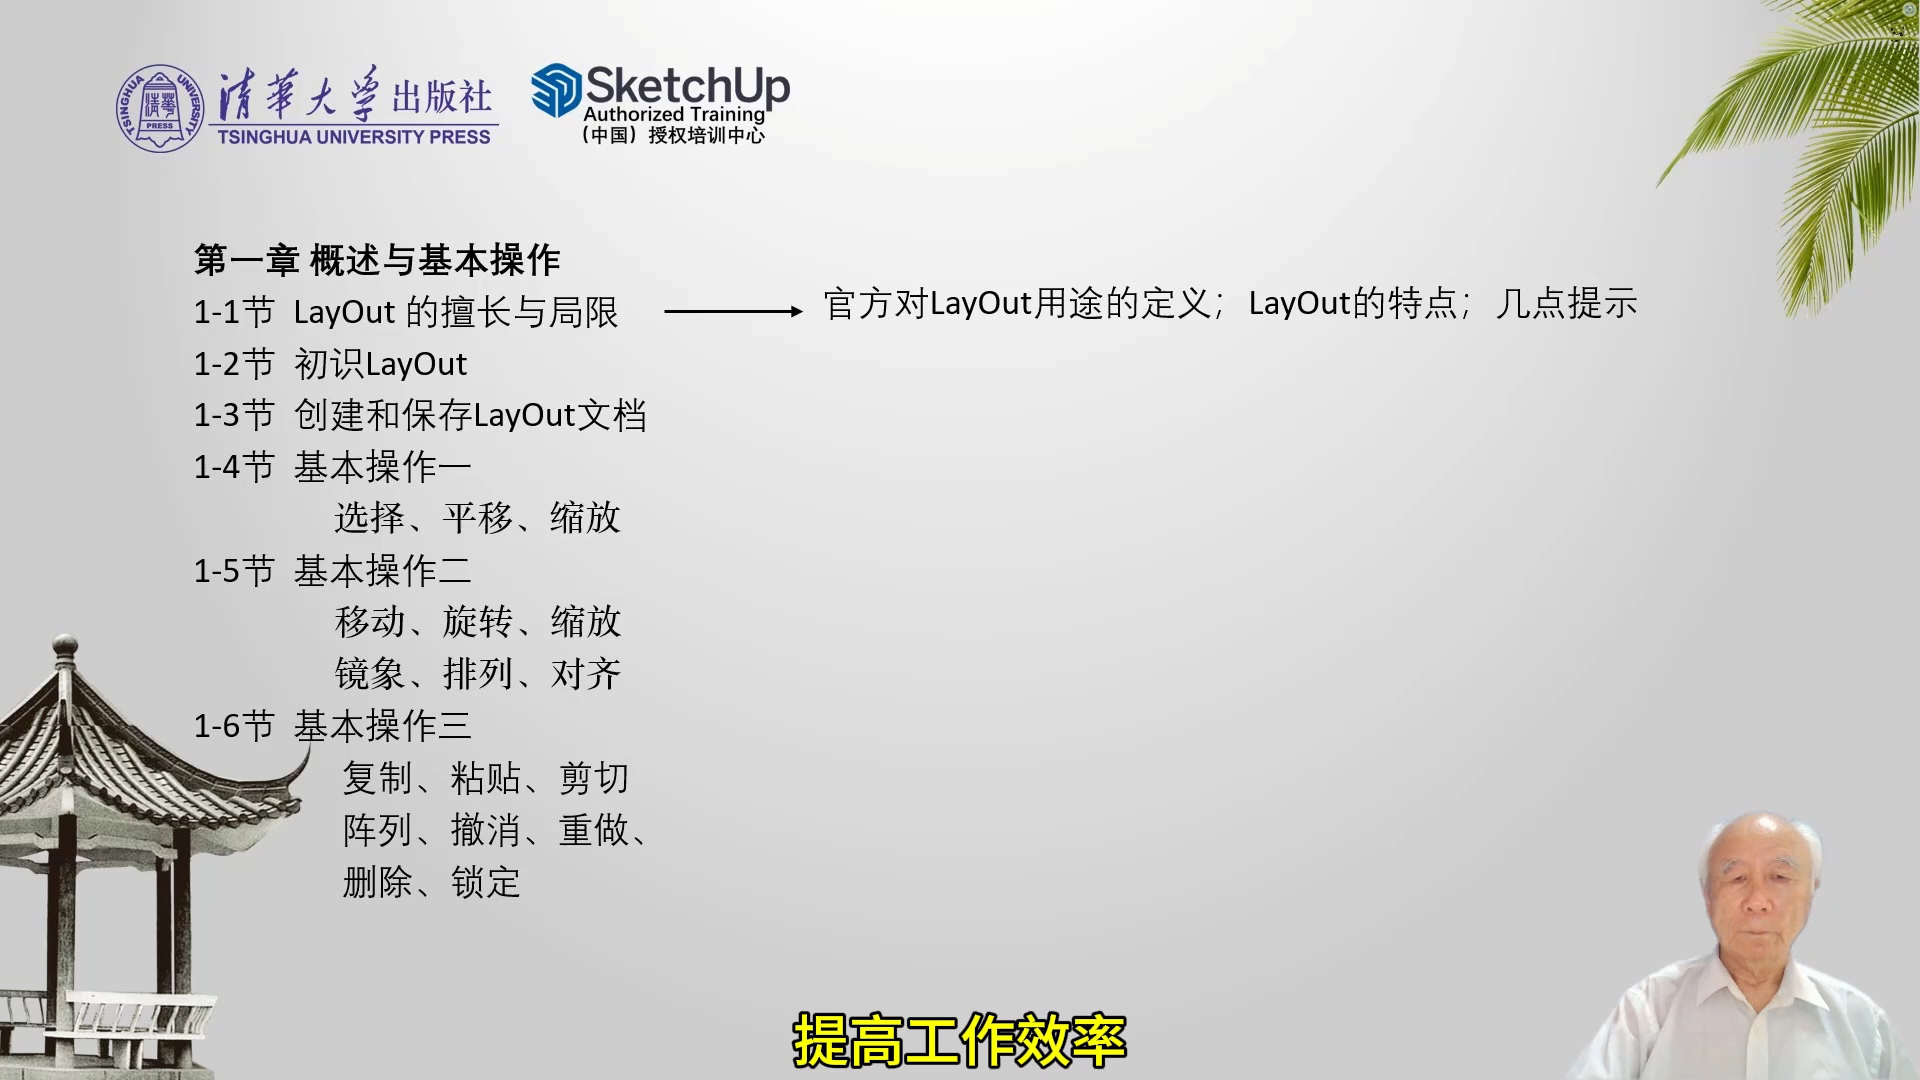 清華大学出版社
TSINGHUA UNIVERSITY PRESS
TSINGHUA UNIVERSITY
PRESS
SketchUp
Authorized Training
（中国）授权培训中心
第一章 概述与基本操作
1-1节 LayOut 的擅长与局限
官方对LayOut用途的定义；LayOut的特点；几点提示
1-2节 初识LayOut
1-3节 创建和保存LayOut文档
1-4节 基本操作一
选择、平移、缩放
1-5节 基本操作二
移动、旋转、缩放
镜象、排列、对齐
1-6节 基本操作三
复制、粘贴、剪切
阵列、撤消、重做、
删除、锁定
提高工作效率